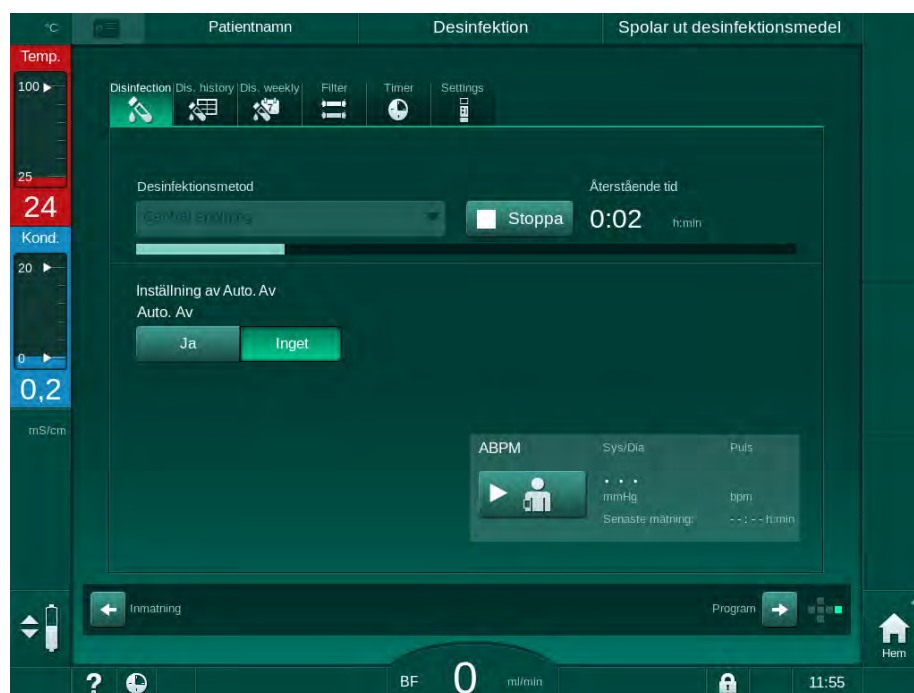 °C Patientnamn Desinfektion Spolar ut desinfektionsmedel
Temp.
100
25
24
Kond.
20
0
0,2
mS/cm
Disinfection Dis. history Dis. weekly Filter Timer Settings
Desinfektionsmetod
Central spolning
Stoppa
Återstående tid
0:02 h:min
Inställning av Auto. Av
Auto. Av
Ja Inget
ABPM Sys/Dia Puls
. . .
mmHg bpm
Senaste mätning: --:-- h:min
Inmatning Program
Hem
? BF 0 ml/min 11:55